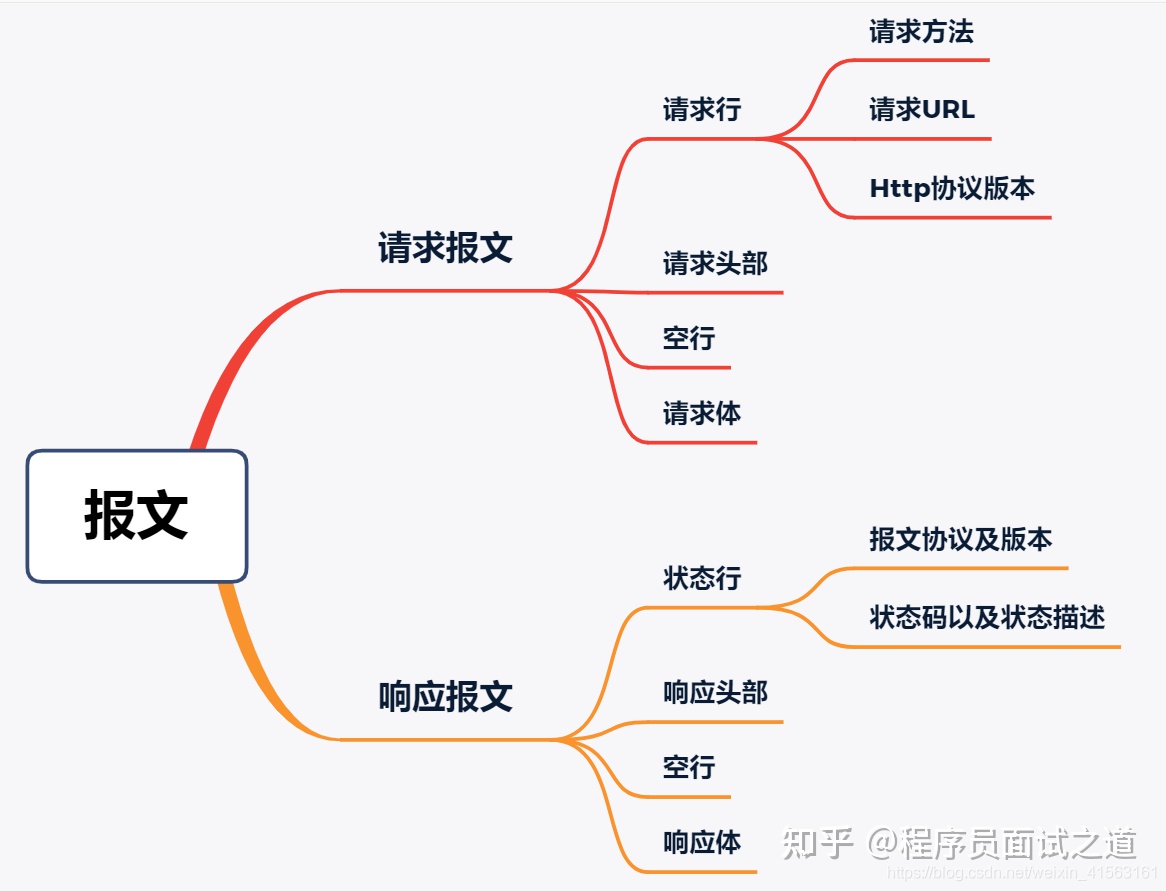 报文
请求报文
请求行
请求方法
请求URL
Http协议版本
请求头部
空行
请求体
响应报文
状态行
报文协议及版本
状态码以及状态描述
响应头部
空行
响应体
知乎 @程序员面试之道
https://blog.csdn.net/weixin_41563161